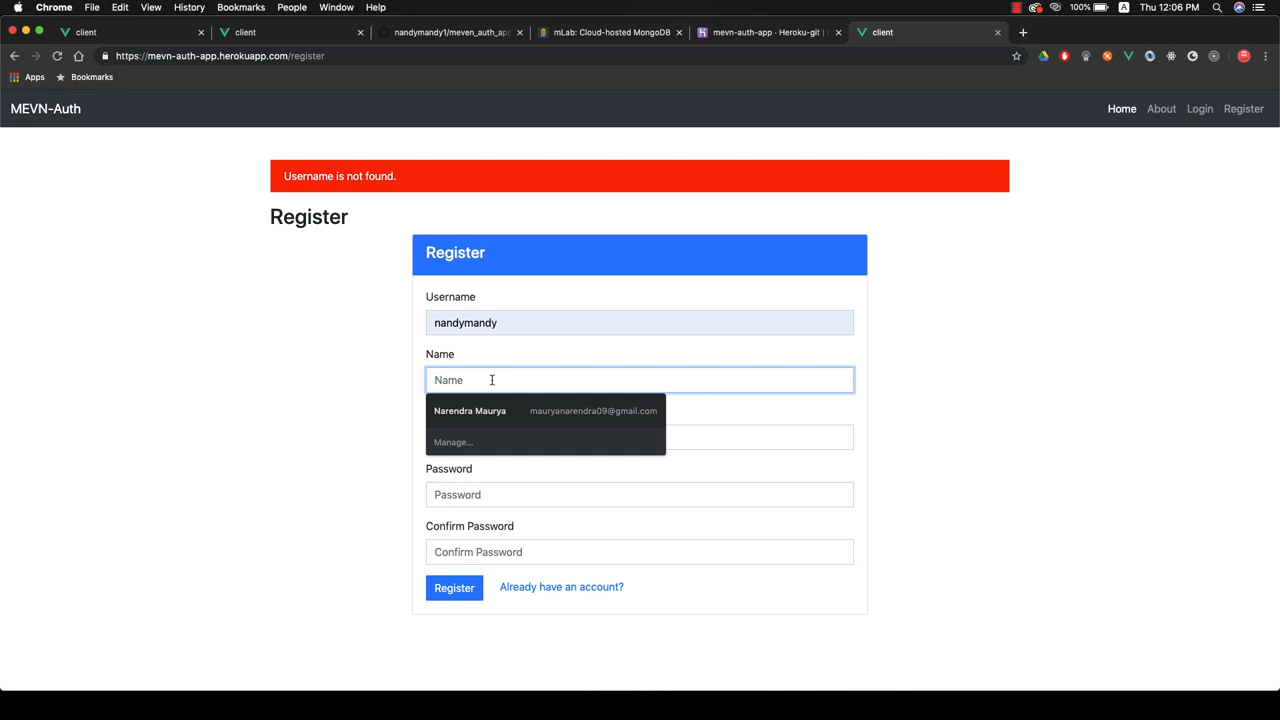 Chrome File Edit View History Bookmarks People Window Help 100% A Thu 12:06 PM
client client nandymandy1/meven_auth_app mLab: Cloud-hosted MongoDB mevn-auth-app · Heroku-git | client
https://mevn-auth-app.herokuapp.com/register
Apps Bookmarks
MEVN-Auth Home About Login Register
Username is not found.
Register
Register
Username
nandymandy
Name
Name
Narendra Maurya mauryanarendra09@gmail.com
Manage...
Password
Password
Confirm Password
Confirm Password
Register Already have an account?